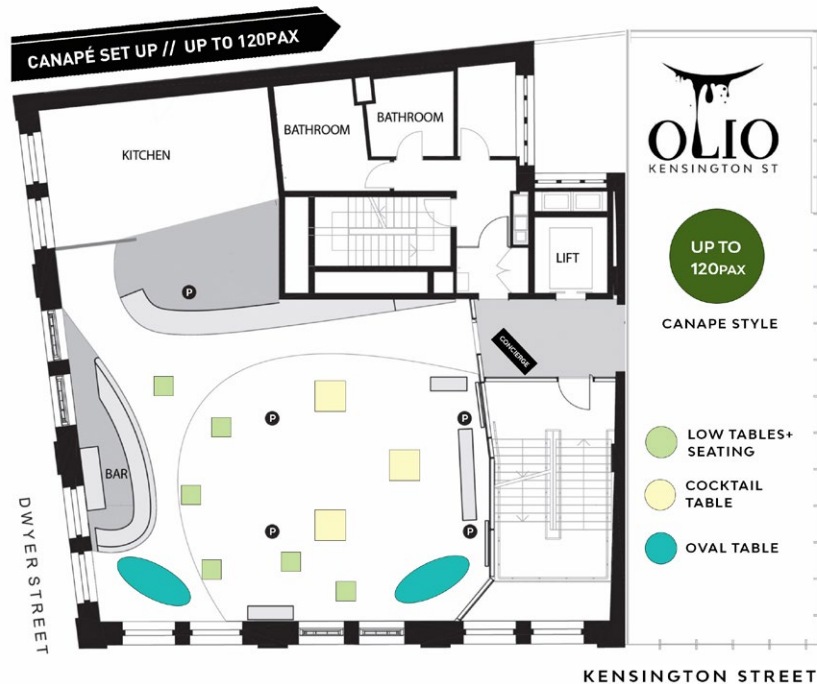 CANAPÉ SET UP // UP TO 120PAX
OLIO
KENSINGTON ST
BATHROOM
BATHROOM
KITCHEN
LIFT
UP TO
120PAX
CANAPE STYLE
P
CONCIERGE
P
P
LOW TABLES+
SEATING
BAR
COCKTAIL
TABLE
P
P
OVAL TABLE
DWYER STREET
KENSINGTON STREET